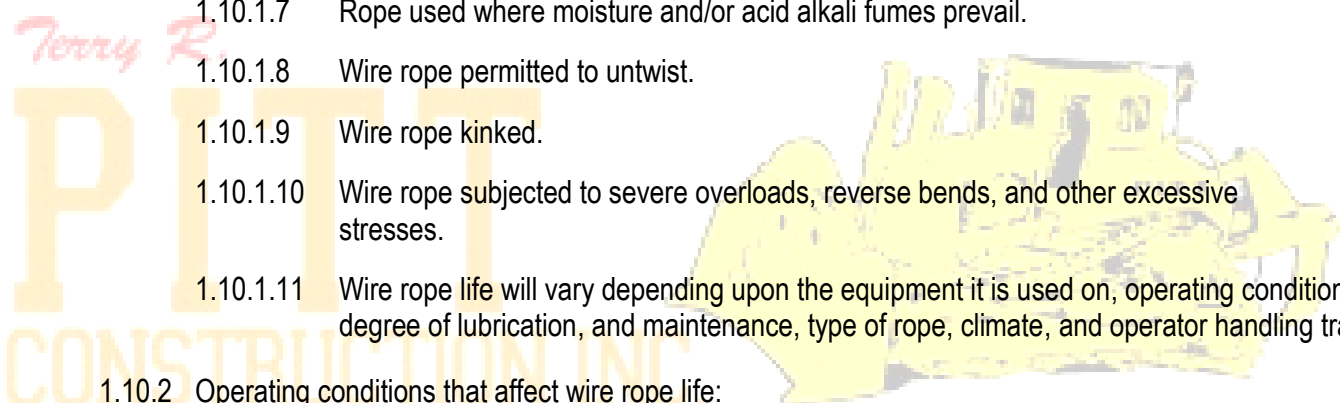 1.10.1.7 Rope used where moisture and/or acid alkali fumes prevail.
Terry R.
1.10.1.8 Wire rope permitted to untwist.
PITT
1.10.1.9 Wire rope kinked.
1.10.1.10 Wire rope subjected to severe overloads, reverse bends, and other excessive
stresses.
1.10.1.11 Wire rope life will vary depending upon the equipment it is used on, operating condition
degree of lubrication, and maintenance, type of rope, climate, and operator handling
CONSTRUCTION INC
1.10.2 Operating conditions that affect wire rope life: